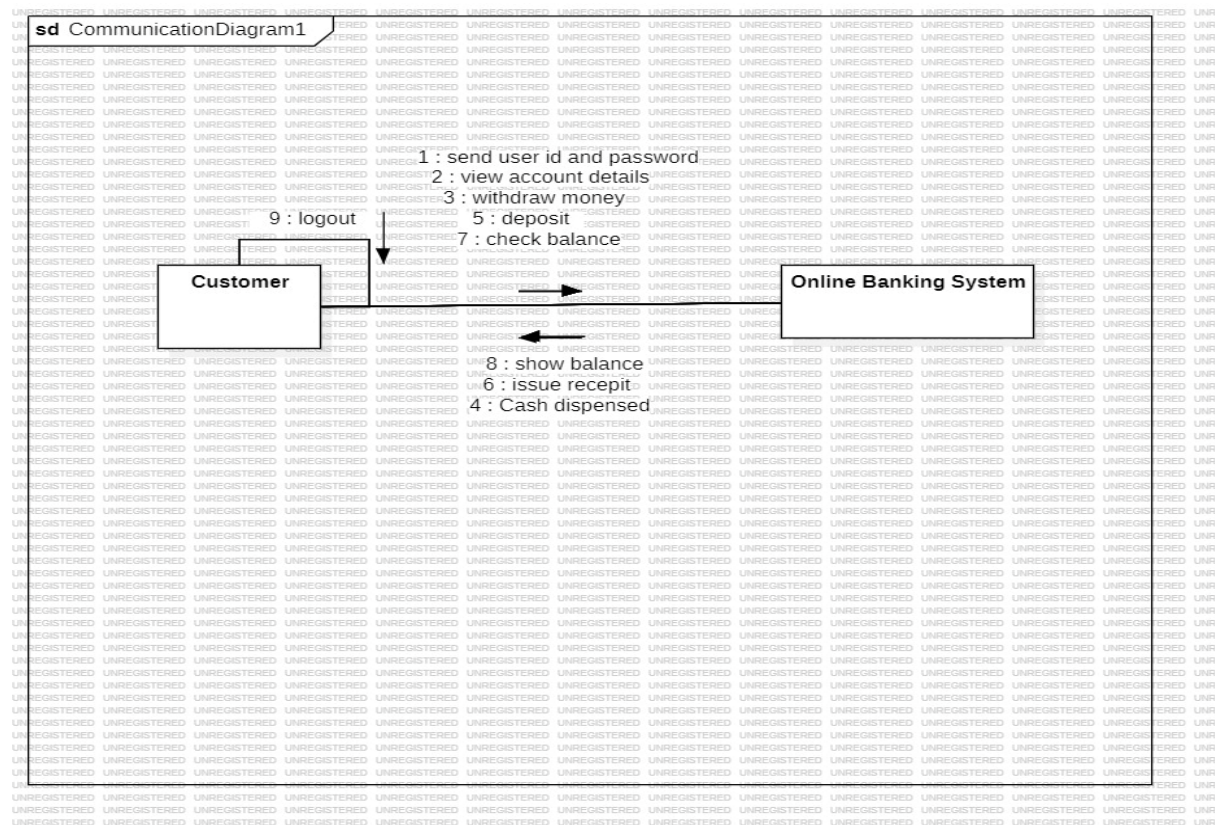 sd CommunicationDiagram1
1 : send user id and password
2 : view account details
3 : withdraw money
9 : logout
5 : deposit
7 : check balance
Customer
Online Banking System
8 : show balance
6 : issue recepit
4 : Cash dispensed
UNREGISTERED